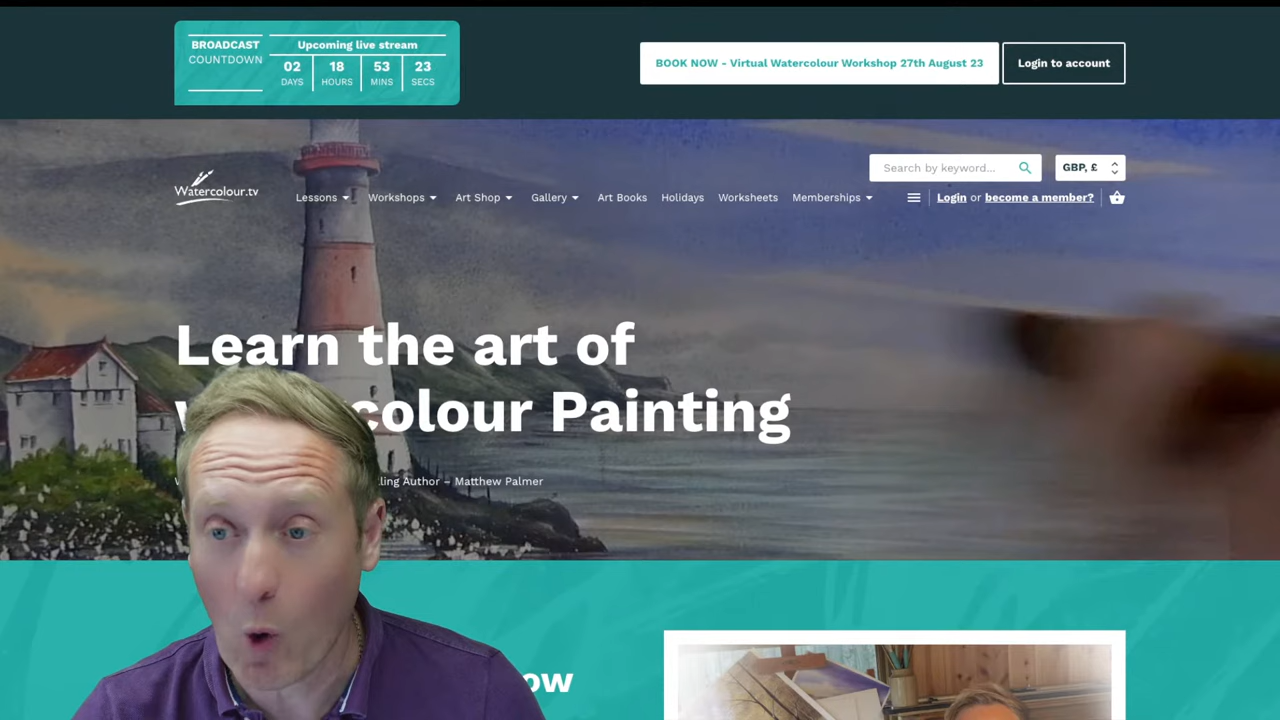 BROADCAST
COUNTDOWN
Upcoming live stream
02 18 53 23
DAYS HOURS MINS SECS
BOOK NOW - Virtual Watercolour Workshop 27th August 23
Login to account
Search by keyword...
GBP, £
Watercolour.tv
Lessons Workshops Art Shop Gallery Art Books Holidays Worksheets Memberships
Login or become a member?
Learn the art of
colour Painting
Author – Matthew Palmer